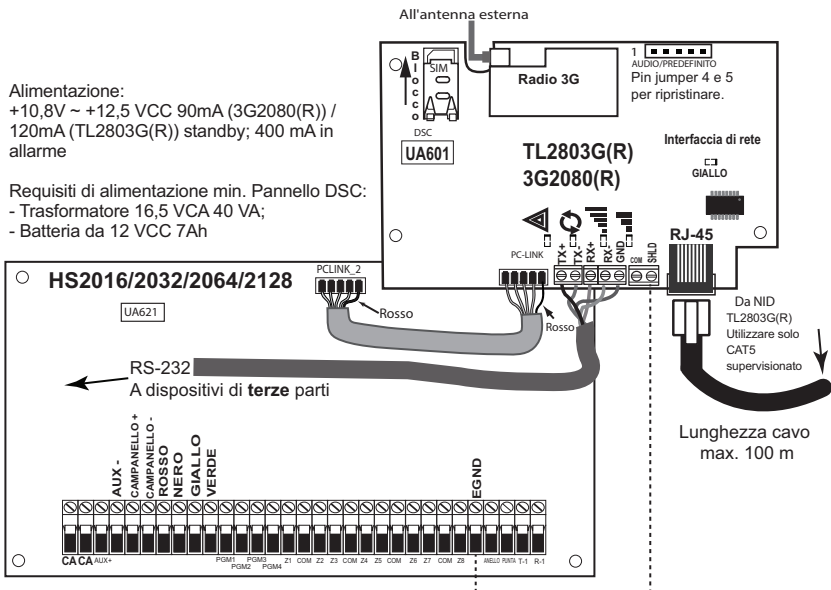 All'antenna esterna
Blocco
SIM
Radio 3G
1
AUDIO/PREDEFINITO
Pin jumper 4 e 5
per ripristinare.
Alimentazione:
+10,8V ~ +12,5 VCC 90mA (3G2080(R)) /
120mA (TL2803G(R)) standby; 400 mA in
allarme
DSC
UA601
TL2803G(R)
3G2080(R)
Interfaccia di rete
GIALLO
Requisiti di alimentazione min. Pannello DSC:
- Trasformatore 16,5 VCA 40 VA;
- Batteria da 12 VCC 7Ah
PC-LINK
TX+
TX-
RX+
RX-
GND
COM
SHLD
RJ-45
HS2016/2032/2064/2128
UA621
PCLINK_2
Rosso
Rosso
Da NID
TL2803G(R)
Utilizzare solo
CAT5
supervisionato
RS-232
A dispositivi di terze parti
Lunghezza cavo
max. 100 m
AUX -
CAMPANELLO +
CAMPANELLO -
ROSSO
NERO
GIALLO
VERDE
EGND
CA CA AUX+ PGM1 PGM2 PGM3 PGM4 Z1 COM Z2 Z3 COM Z4 Z5 COM Z6 Z7 COM Z8 ANELLO PUNTA T-1 R-1